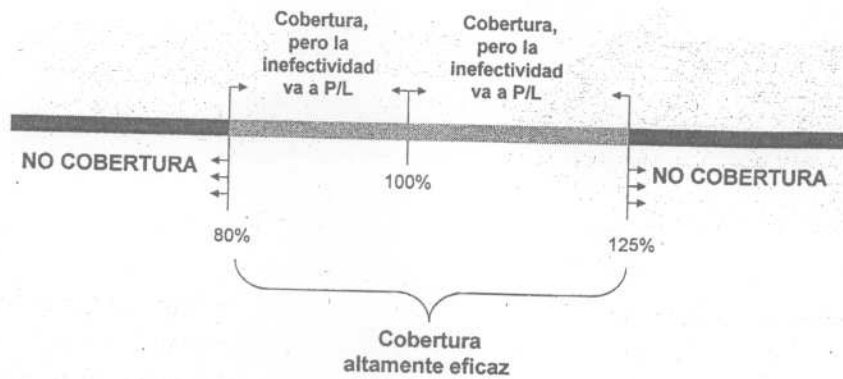 Cobertura,
pero la
inefectividad
va a P/L
Cobertura,
pero la
inefectividad
va a P/L
NO COBERTURA
100%
NO COBERTURA
80%
125%
Cobertura
altamente eficaz